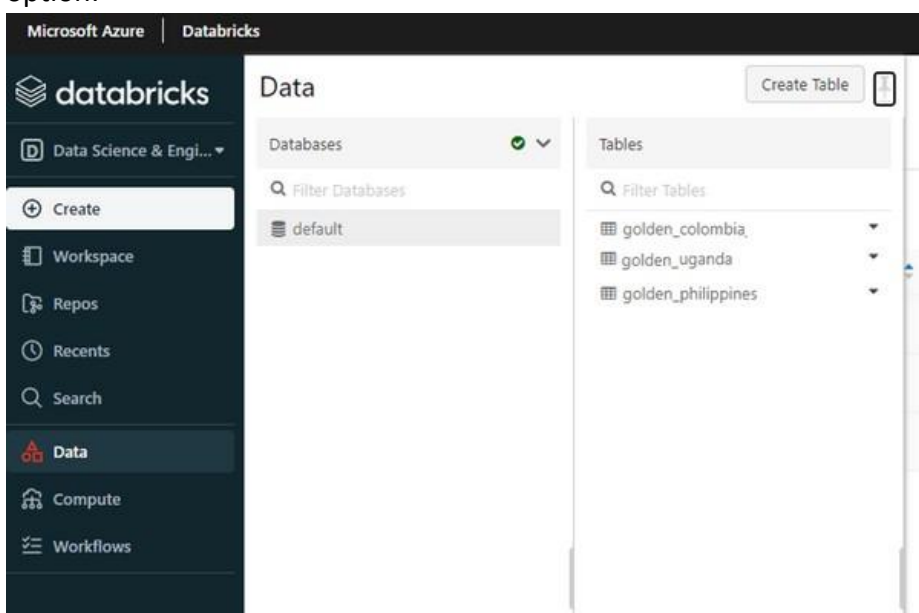 option.
Microsoft Azure | Databricks
databricks
Data Science & Engi...
Create
Workspace
Repos
Recents
Search
Data
Compute
Workflows
Data
Create Table
Databases
Filter Databases
default
Tables
Filter Tables
golden_colombia
golden_uganda
golden_philippines